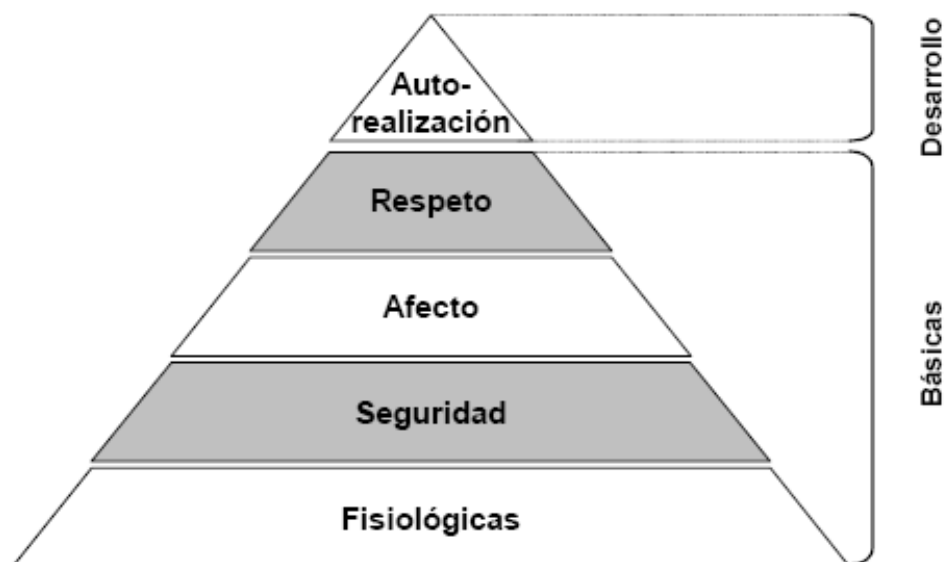 Auto-
realización
Respeto
Afecto
Seguridad
Fisiológicas
Desarrollo
Básicas